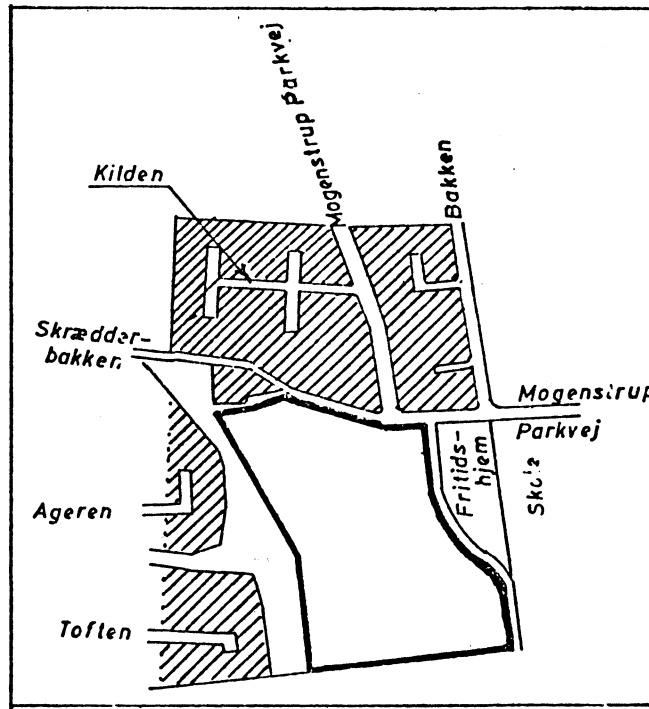 Mogenstrup Parkvej
Bakken
Kilden
Skrædder-
bakken
Mogenstrup
Parkvej
Fritids-
hjem
Ageren
Toften